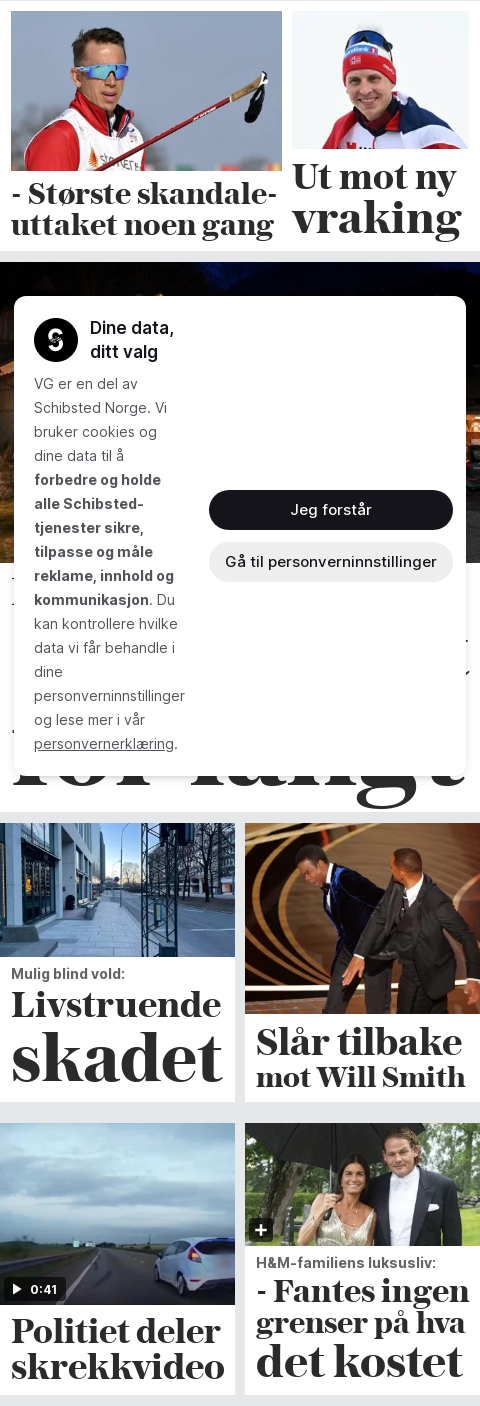 - Største skandale-
uttaket noen gang
Ut mot ny
vraking
Dine data,
ditt valg
VG er en del av
Schibsted Norge. Vi
bruker cookies og
dine data til å
forbedre og holde
alle Schibsted-
tjenester sikre,
tilpasse og måle
reklame, innhold og
kommunikasjon. Du
kan kontrollere hvilke
data vi får behandle i
dine
personverninnstillinger
og lese mer i vår
personvernerklæring.
Jeg forstår
Gå til personverninnstillinger
for langt
Mulig blind vold:
Livstruende
skadet
Slår tilbake
mot Will Smith
0:41
Politiet deler
skrekkvideo
H&M-familiens luksusliv:
- Fantes ingen
grenser på hva
det kostet